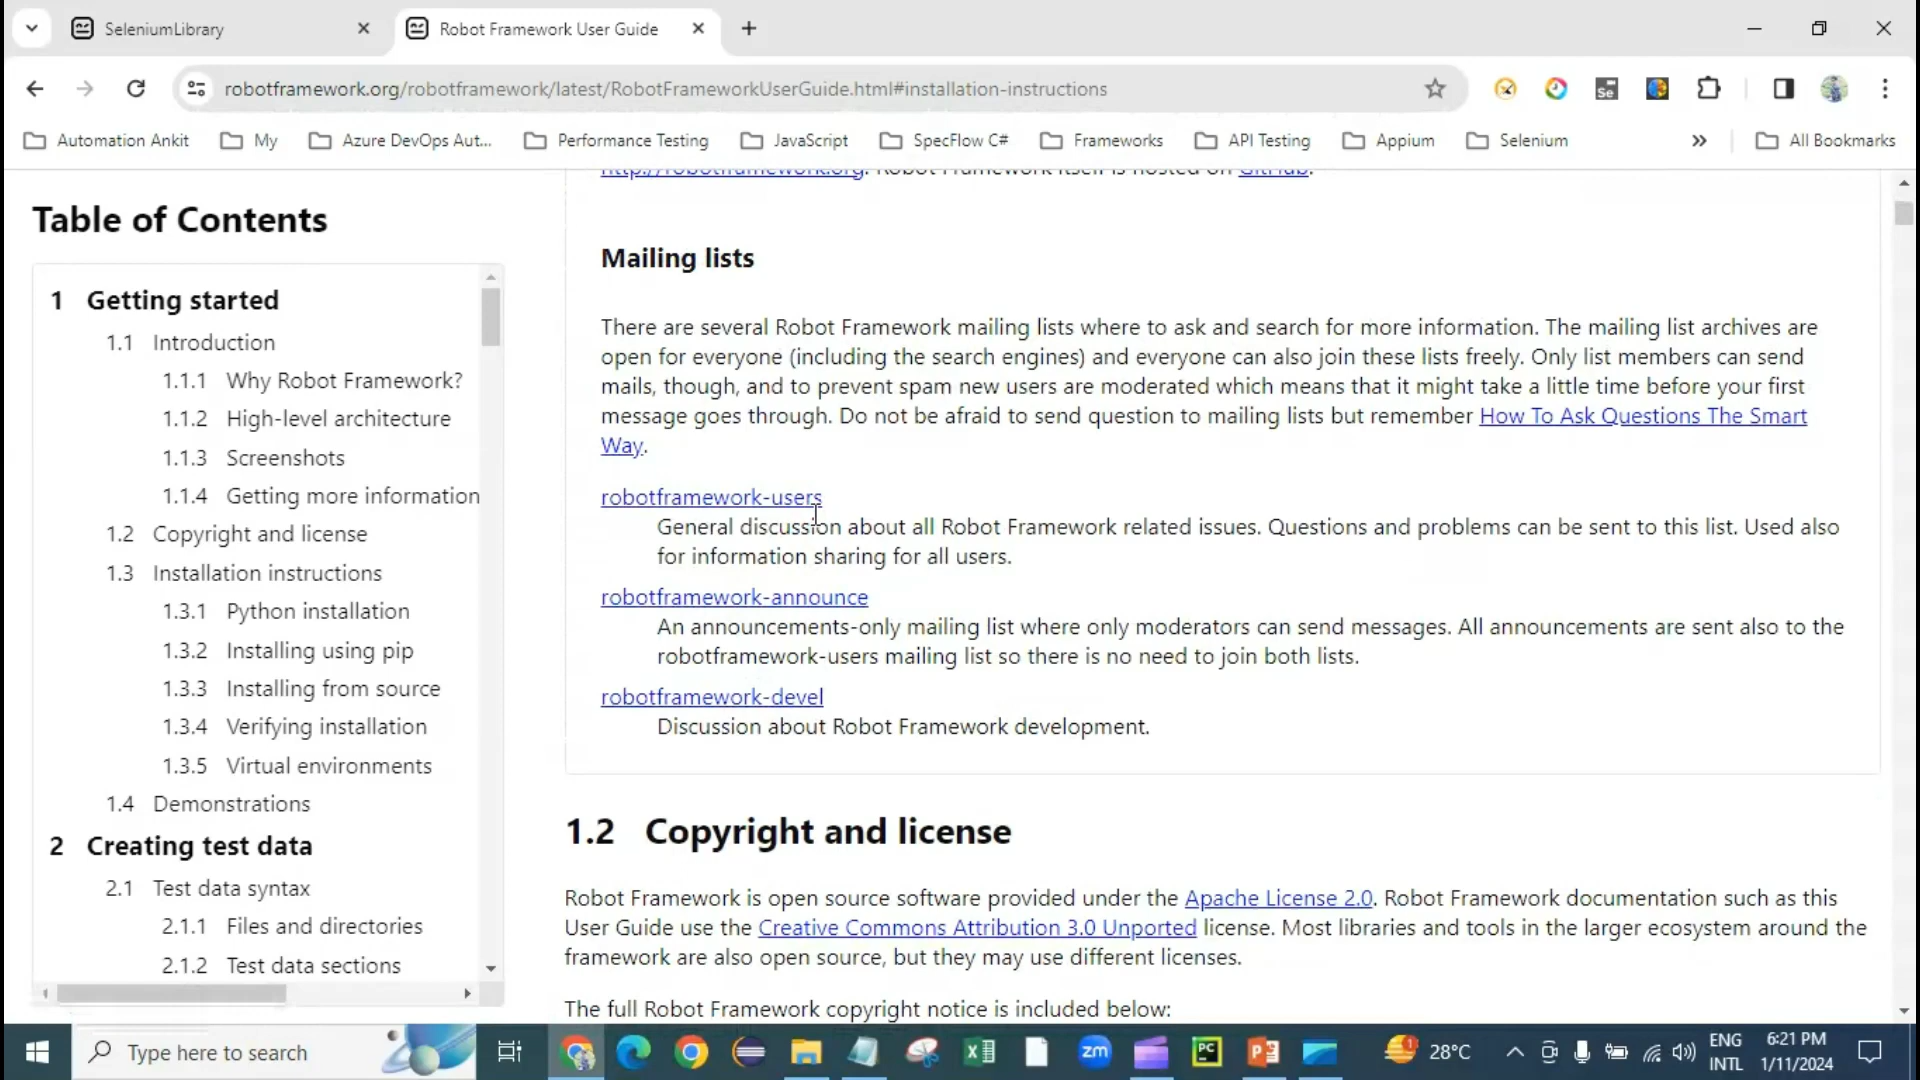 SeleniumLibrary
Robot Framework User Guide
robotframework.org/robotframework/latest/RobotFrameworkUserGuide.html#installation-instructions
Automation Ankit
My
Azure DevOps Aut...
Performance Testing
JavaScript
SpecFlow C#
Frameworks
API Testing
Appium
Selenium
All Bookmarks
Table of Contents
1 Getting started
1.1 Introduction
1.1.1 Why Robot Framework?
1.1.2 High-level architecture
1.1.3 Screenshots
1.1.4 Getting more information
1.2 Copyright and license
1.3 Installation instructions
1.3.1 Python installation
1.3.2 Installing using pip
1.3.3 Installing from source
1.3.4 Verifying installation
1.3.5 Virtual environments
1.4 Demonstrations
2 Creating test data
2.1 Test data syntax
2.1.1 Files and directories
2.1.2 Test data sections
http://robotframework.org. Robot Framework itself is hosted on GitHub.
Mailing lists
There are several Robot Framework mailing lists where to ask and search for more information. The mailing list archives are
open for everyone (including the search engines) and everyone can also join these lists freely. Only list members can send
mails, though, and to prevent spam new users are moderated which means that it might take a little time before your first
message goes through. Do not be afraid to send question to mailing lists but remember How To Ask Questions The Smart
Way.
robotframework-users
General discussion about all Robot Framework related issues. Questions and problems can be sent to this list. Used also
for information sharing for all users.
robotframework-announce
An announcements-only mailing list where only moderators can send messages. All announcements are sent also to the
robotframework-users mailing list so there is no need to join both lists.
robotframework-devel
Discussion about Robot Framework development.
1.2 Copyright and license
Robot Framework is open source software provided under the Apache License 2.0. Robot Framework documentation such as this
User Guide use the Creative Commons Attribution 3.0 Unported license. Most libraries and tools in the larger ecosystem around the
framework are also open source, but they may use different licenses.
The full Robot Framework copyright notice is included below:
Type here to search
28°C
ENG
INTL
6:21 PM
1/11/2024